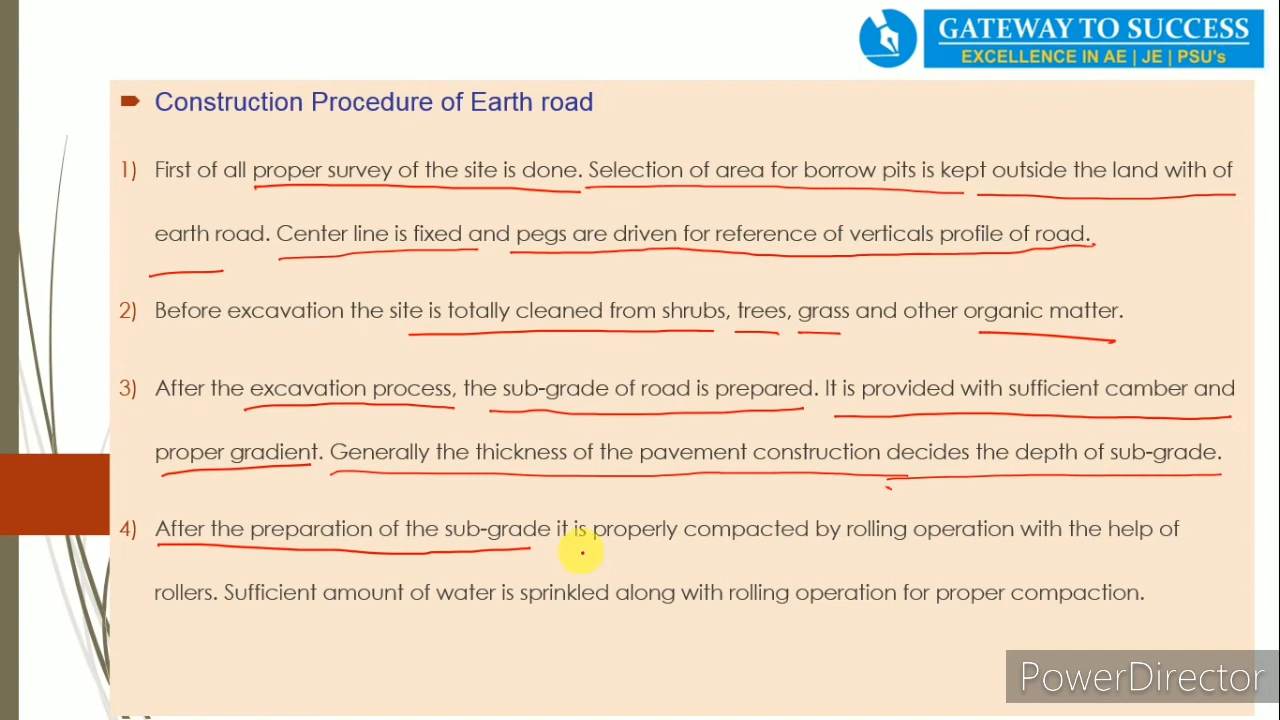 GATEWAY TO SUCCESS
EXCELLENCE IN AE | JE | PSU's
Construction Procedure of Earth road
1) First of all proper survey of the site is done. Selection of area for borrow pits is kept outside the land with of
earth road. Center line is fixed and pegs are driven for reference of verticals profile of road.
2) Before excavation the site is totally cleaned from shrubs, trees, grass and other organic matter.
3) After the excavation process, the sub-grade of road is prepared. It is provided with sufficient camber and
proper gradient. Generally the thickness of the pavement construction decides the depth of sub-grade.
4) After the preparation of the sub-grade it is properly compacted by rolling operation with the help of
rollers. Sufficient amount of water is sprinkled along with rolling operation for proper compaction.
PowerDirector